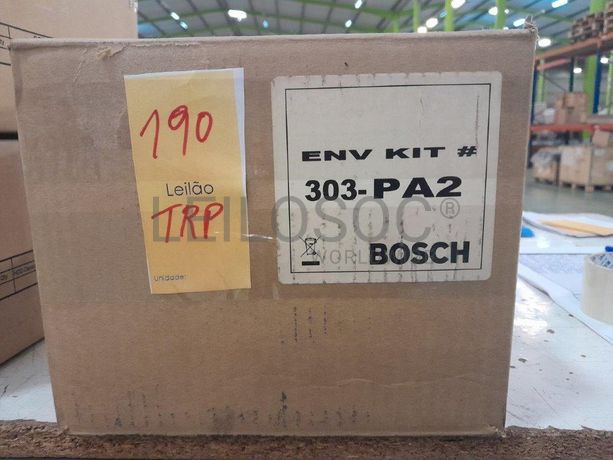 190
Leilão
TRP
Unidade:
ENV KIT #
303-PA2
BOSCH
LEILOSOC®
WORLD